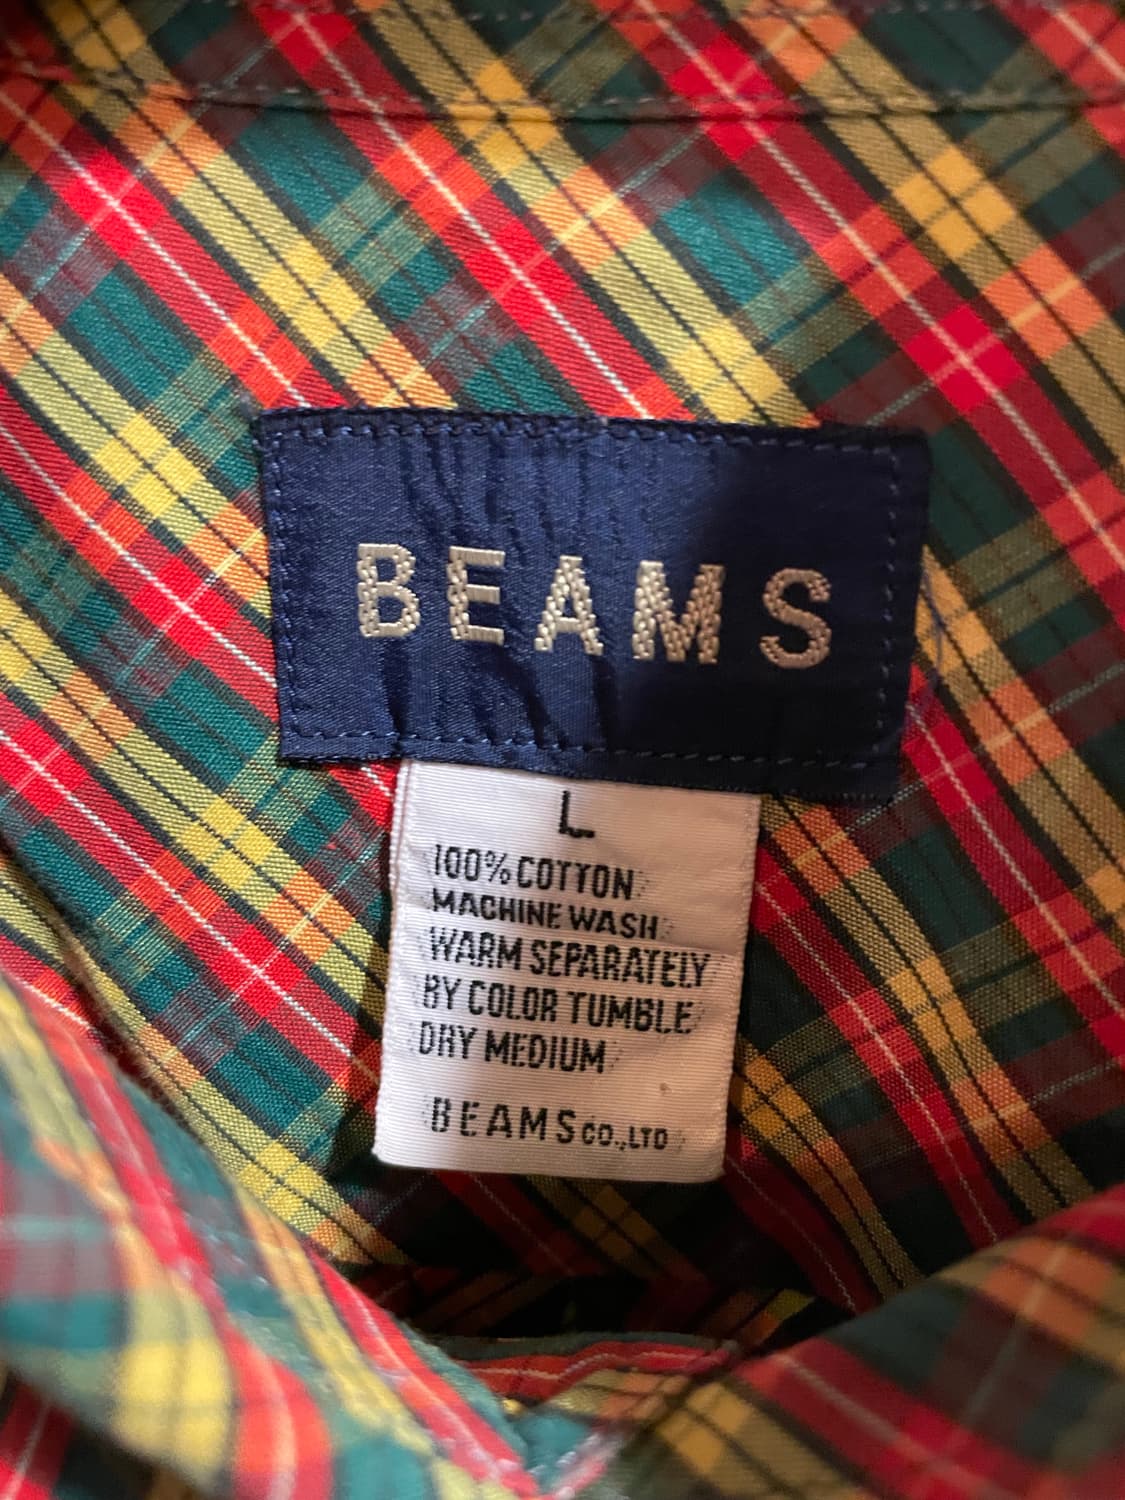 BEAMS
L
100% COTTON
MACHINE WASH
WARM SEPARATELY
BY COLOR TUMBLE
DRY MEDIUM
BEAMS CO.,LTD